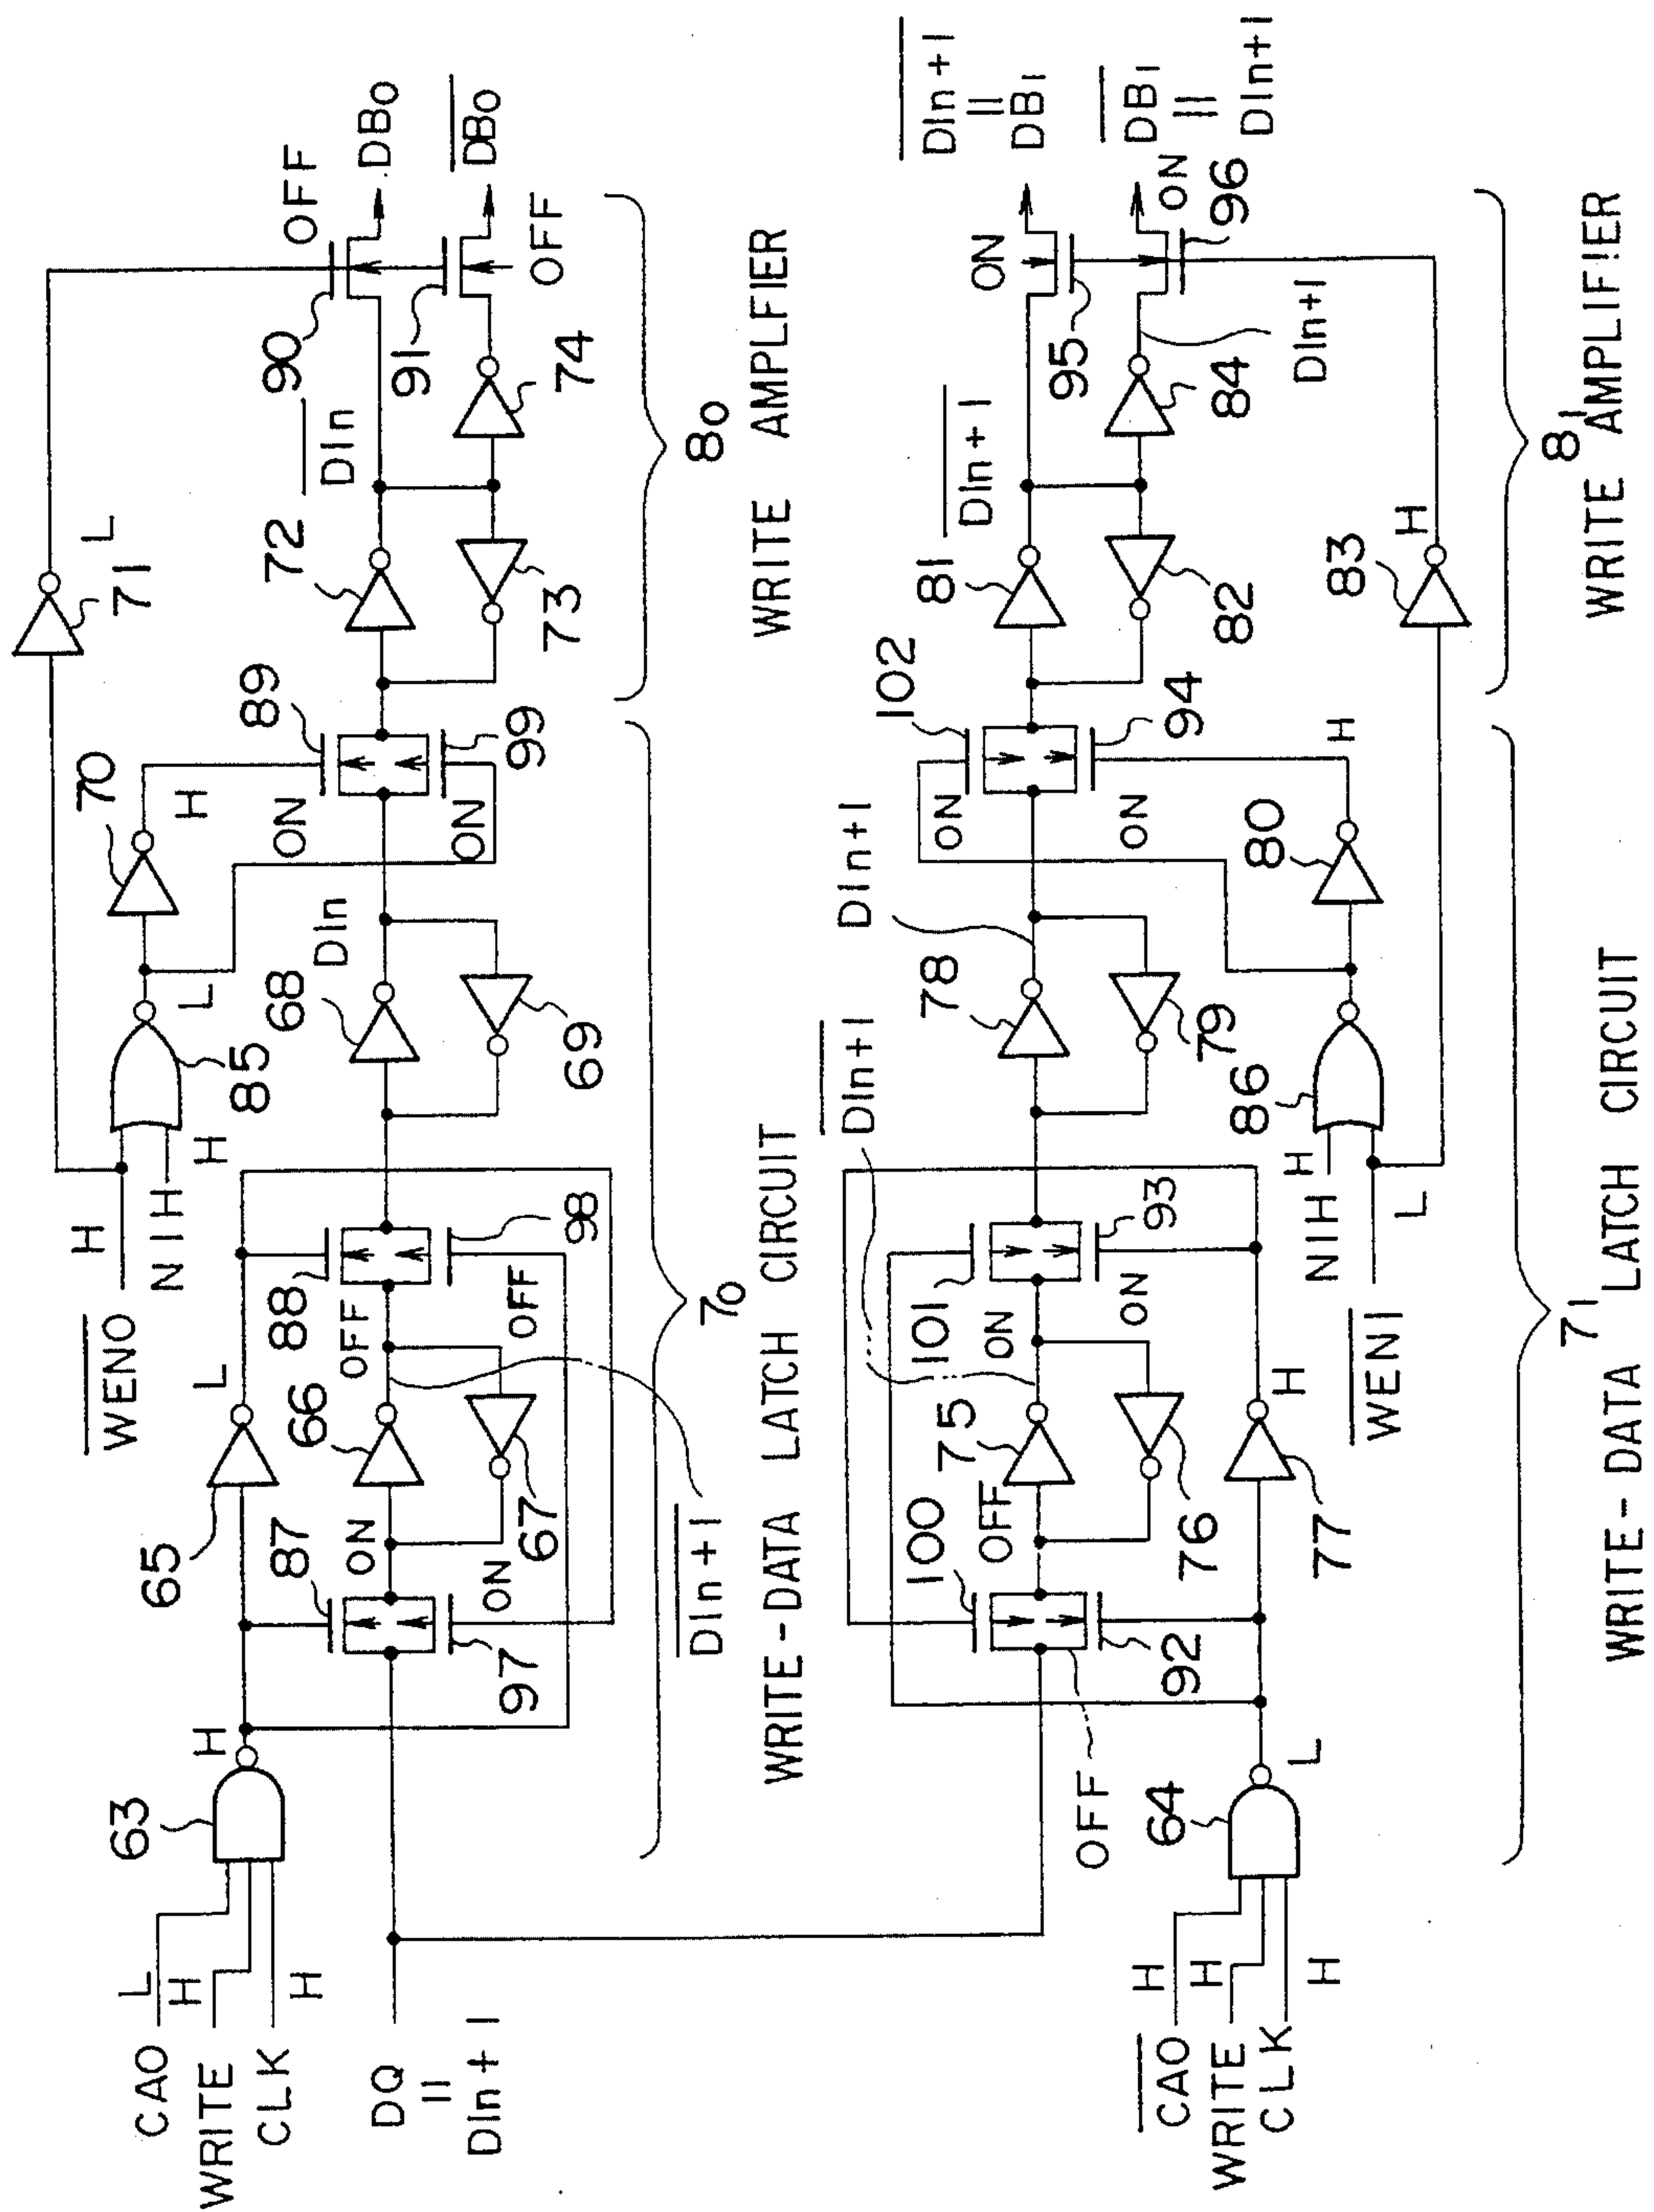 CA0
L
WRITE
H
CLK
H
63
H
65
L
WEN0
H
NIH
H
85
L
70
H
71
L
DQ
=
DIn+1
87
ON
97
ON
66
67
DIn+1
88
OFF
98
OFF
68
69
DIn
89
ON
99
ON
72
73
DIn
74
90
OFF
91
OFF
DB0
DB0
70
WRITE-DATA LATCH CIRCUIT
80
WRITE AMPLFIER
CA0
H
WRITE
H
CLK
H
64
L
OFF
92
100
OFF
75
76
77
H
DIn+1
101
ON
93
ON
78
79
DIn+1
102
ON
94
ON
NIH
H
WEN1
L
86
80
H
81
82
DIn+1
83
H
84
DIn+1
95
ON
96
ON
DIn+1
=
DB1
DB1
=
DIn+1
71
WRITE-DATA LATCH CIRCUIT
81
WRITE AMPLIFIER